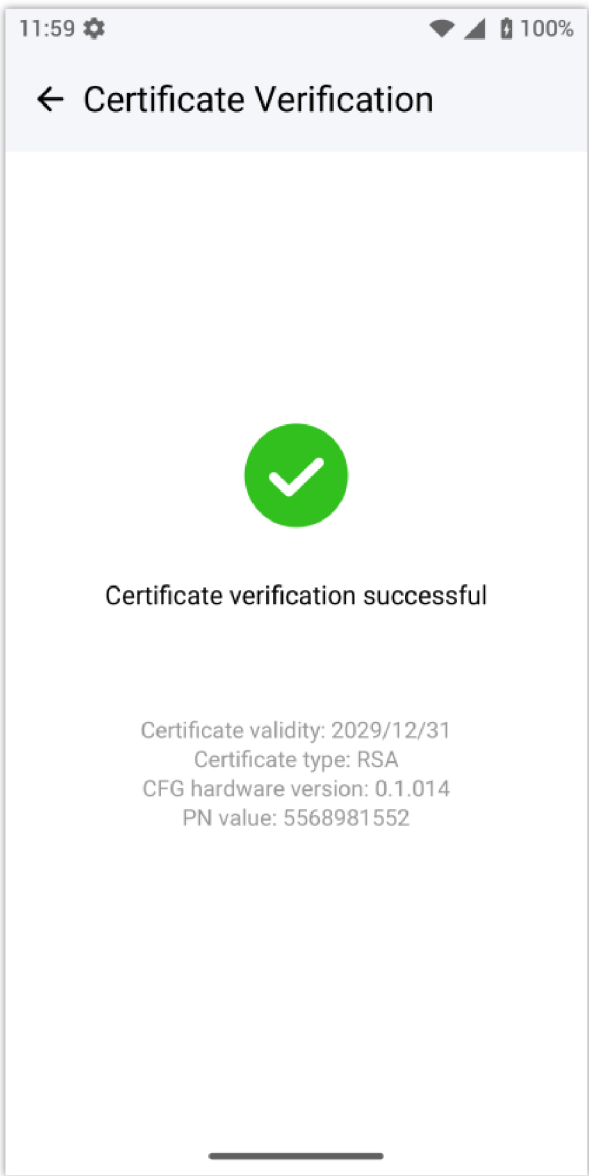 11:59
100%
Certificate Verification
Certificate verification successful
Certificate validity: 2029/12/31
Certificate type: RSA
CFG hardware version: 0.1.014
PN value: 5568981552